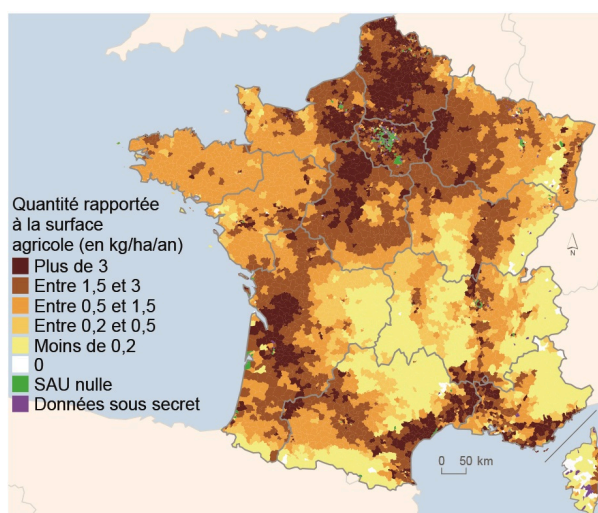 Quantité rapportée
à la surface
agricole (en kg/ha/an)
Plus de 3
Entre 1,5 et 3
Entre 0,5 et 1,5
Entre 0,2 et 0,5
Moins de 0,2
0
SAU nulle
Données sous secret
N
0 50 km